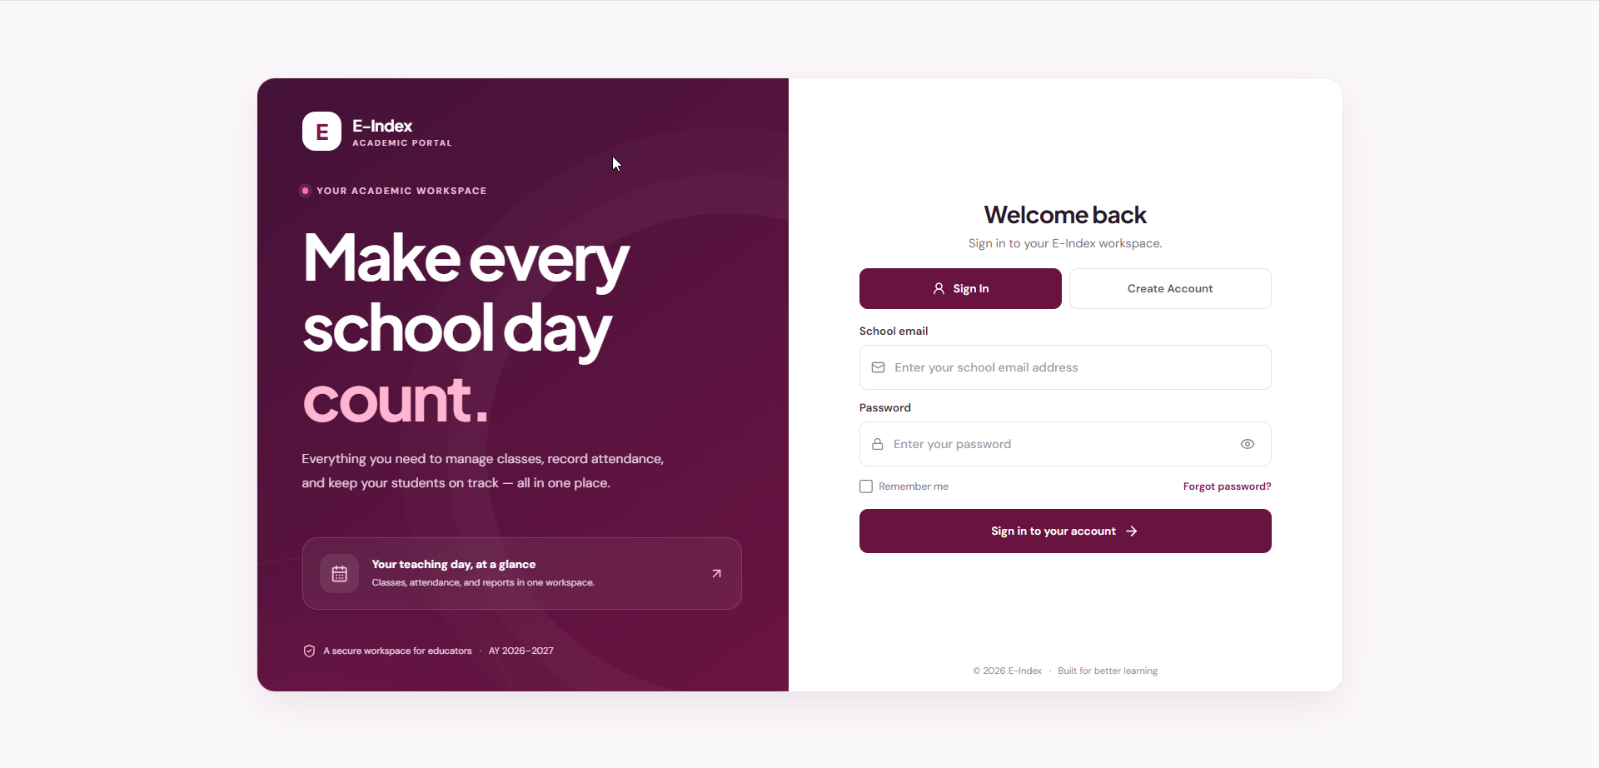 E
E-Index
ACADEMIC PORTAL
YOUR ACADEMIC WORKSPACE
Make every
school day
count.
Everything you need to manage classes, record attendance,
and keep your students on track — all in one place.
Your teaching day, at a glance
Classes, attendance, and reports in one workspace.
A secure workspace for educators · AY 2026–2027
Welcome back
Sign in to your E-Index workspace.
Sign In
Create Account
School email
Enter your school email address
Password
Enter your password
Remember me
Forgot password?
Sign in to your account
© 2026 E-Index · Built for better learning